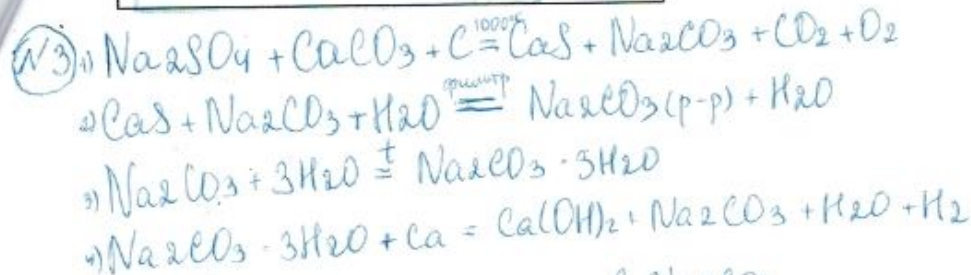 №3 1) Na2SO4 + CaCO3 + C 1000°C = CaS + Na2CO3 + CO2 + O2
2) CaS + Na2CO3 + H2O фильтр = Na2CO3 (р-р) + H2O
3) Na2CO3 + 3H2O t = Na2CO3 · 3H2O
4) Na2CO3 · 3H2O + Ca = Ca(OH)2 + Na2CO3 + H2O + H2